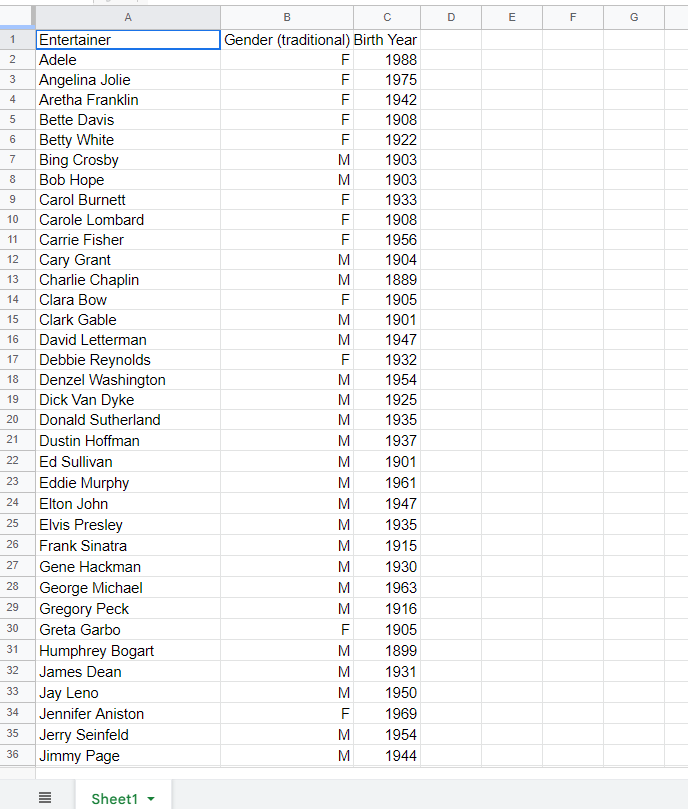 A B C D E F G
1 Entertainer Gender (traditional) Birth Year
2 Adele F 1988
3 Angelina Jolie F 1975
4 Aretha Franklin F 1942
5 Bette Davis F 1908
6 Betty White F 1922
7 Bing Crosby M 1903
8 Bob Hope M 1903
9 Carol Burnett F 1933
10 Carole Lombard F 1908
11 Carrie Fisher F 1956
12 Cary Grant M 1904
13 Charlie Chaplin M 1889
14 Clara Bow F 1905
15 Clark Gable M 1901
16 David Letterman M 1947
17 Debbie Reynolds F 1932
18 Denzel Washington M 1954
19 Dick Van Dyke M 1925
20 Donald Sutherland M 1935
21 Dustin Hoffman M 1937
22 Ed Sullivan M 1901
23 Eddie Murphy M 1961
24 Elton John M 1947
25 Elvis Presley M 1935
26 Frank Sinatra M 1915
27 Gene Hackman M 1930
28 George Michael M 1963
29 Gregory Peck M 1916
30 Greta Garbo F 1905
31 Humphrey Bogart M 1899
32 James Dean M 1931
33 Jay Leno M 1950
34 Jennifer Aniston F 1969
35 Jerry Seinfeld M 1954
36 Jimmy Page M 1944
Sheet1